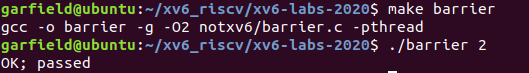 garfield@ubuntu:~/xv6_riscv/xv6-labs-2020$ make barrier
gcc -o barrier -g -O2 notxv6/barrier.c -pthread
garfield@ubuntu:~/xv6_riscv/xv6-labs-2020$ ./barrier 2
OK; passed